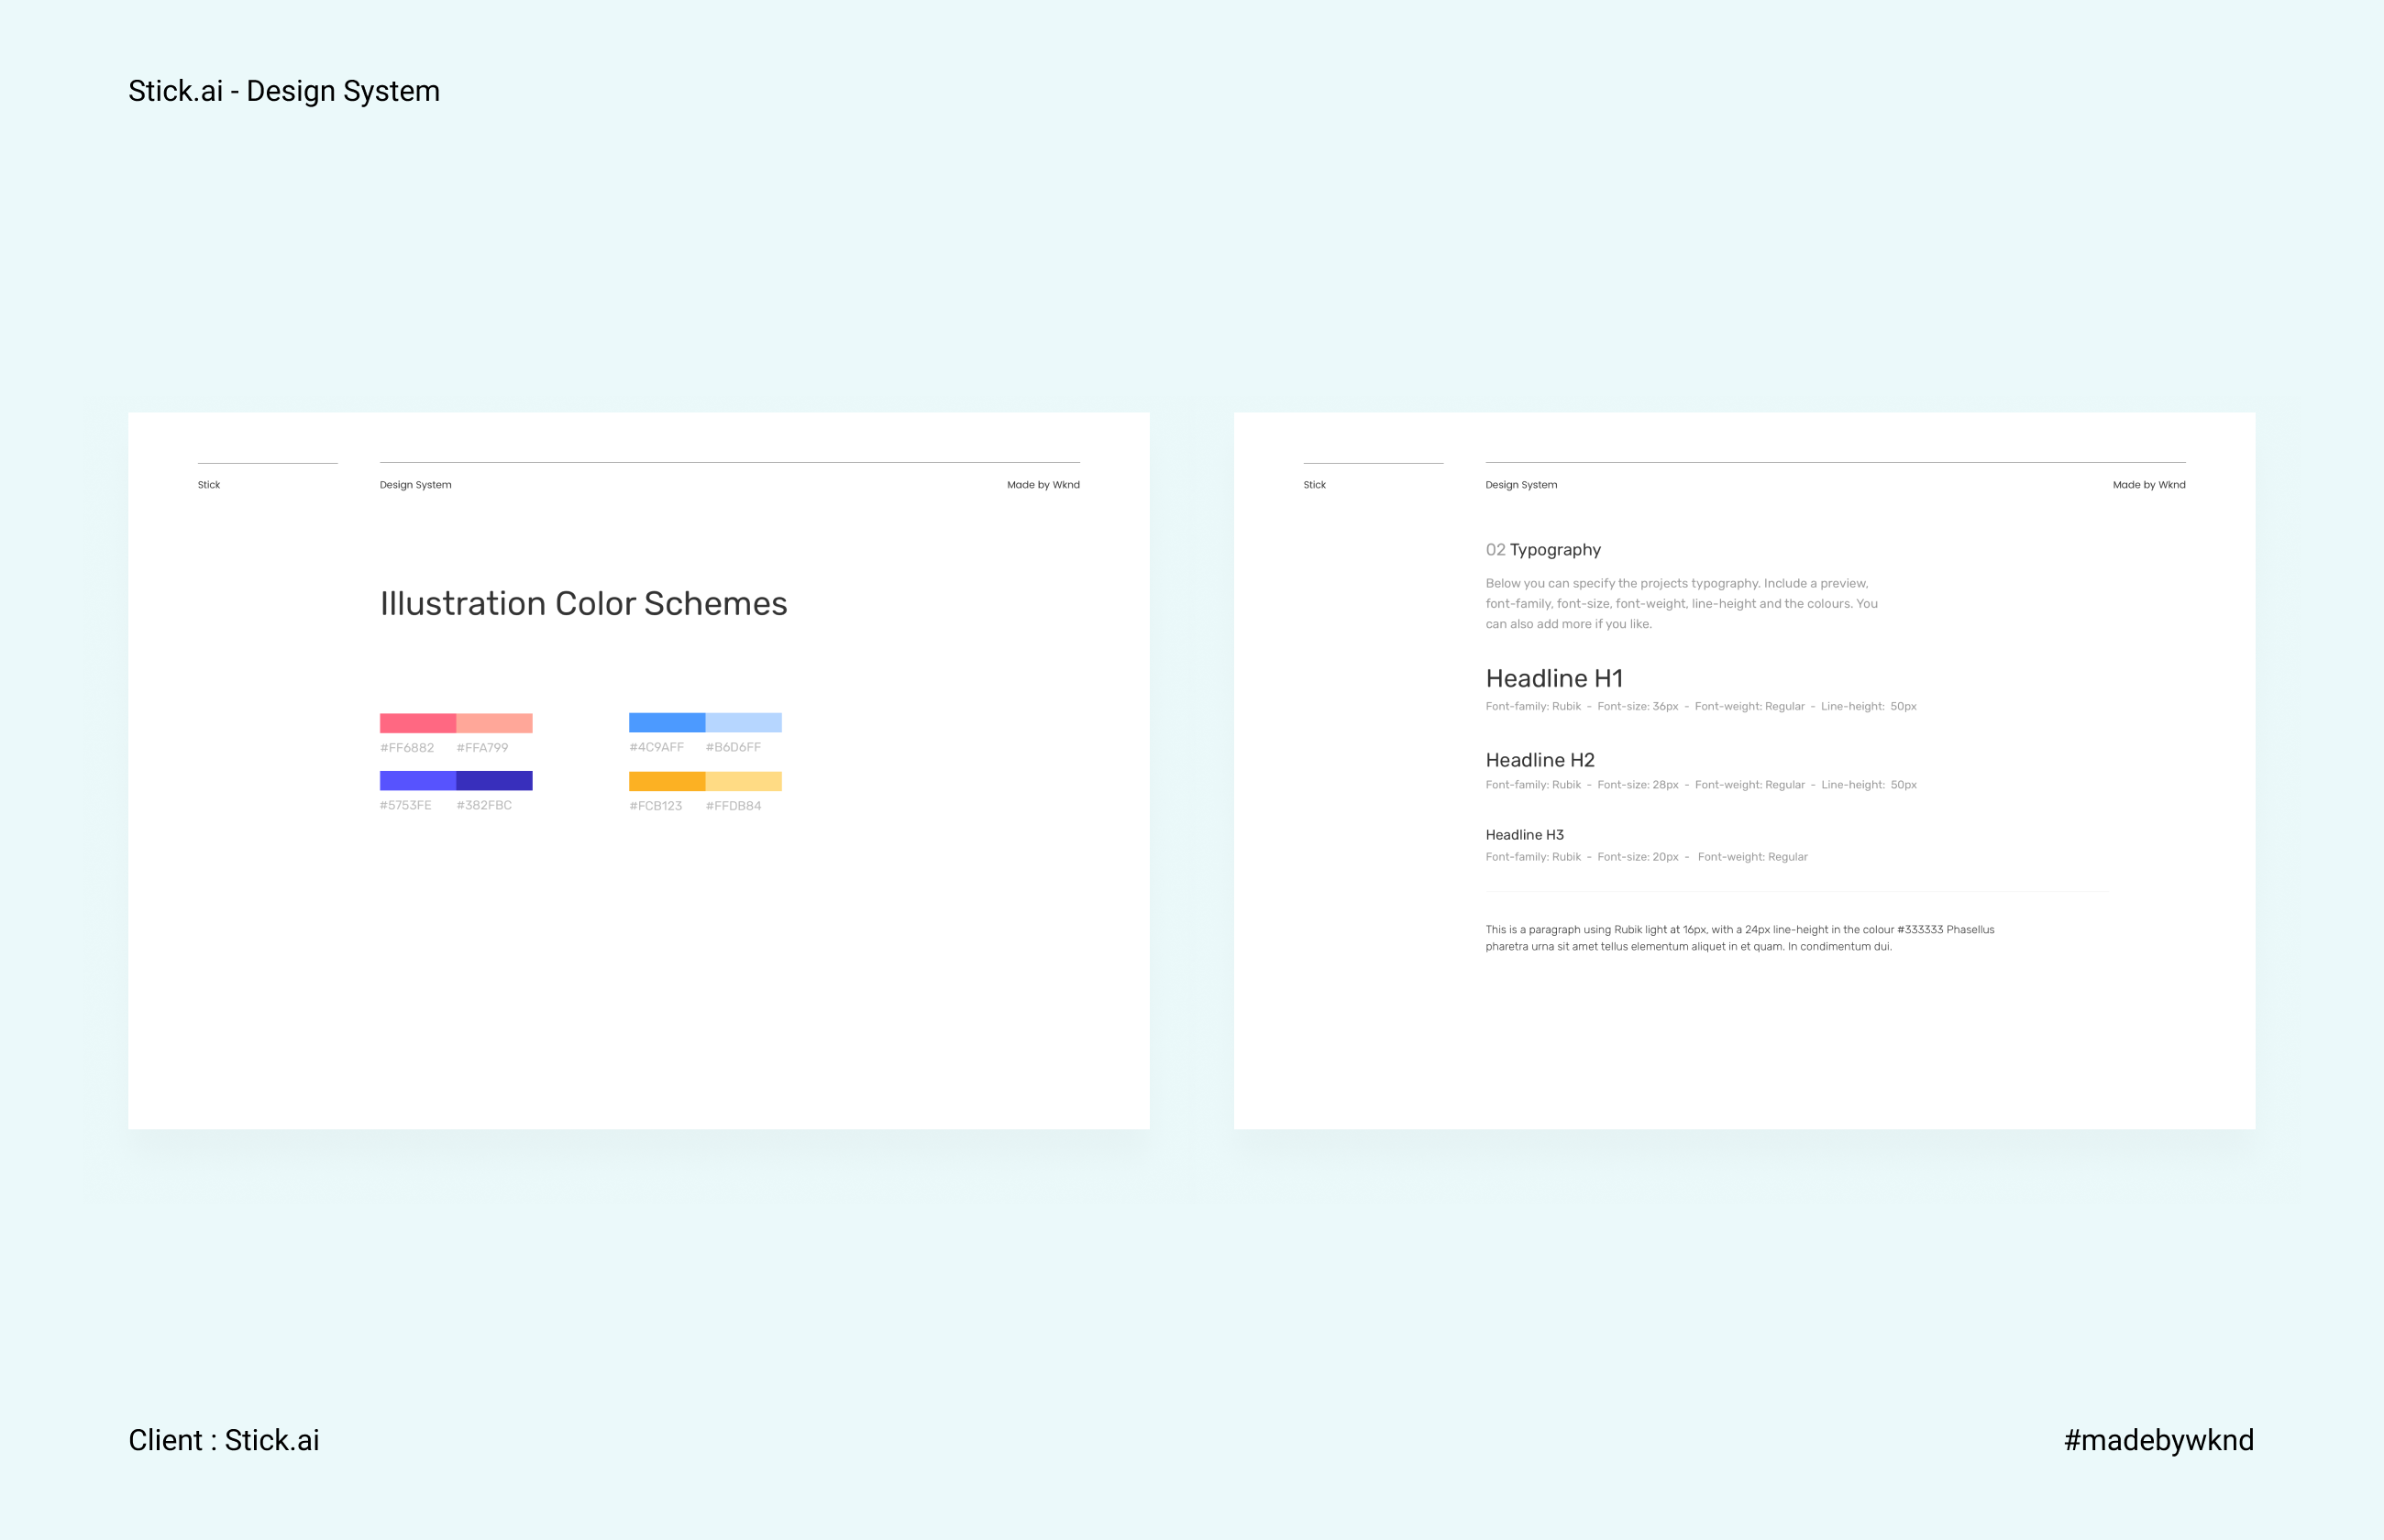 Stick.ai - Design System
Stick
Design System
Made by Wknd
Illustration Color Schemes
#FF6882 #FFA799
#4C9AFF #B6D6FF
#5753FE #382FBC
#FCB123 #FFDB84
Stick
Design System
Made by Wknd
02 Typography
Below you can specify the projects typography. Include a preview,
font-family, font-size, font-weight, line-height and the colours. You
can also add more if you like.
Headline H1
Font-family: Rubik - Font-size: 36px - Font-weight: Regular - Line-height: 50px
Headline H2
Font-family: Rubik - Font-size: 28px - Font-weight: Regular - Line-height: 50px
Headline H3
Font-family: Rubik - Font-size: 20px - Font-weight: Regular
This is a paragraph using Rubik light at 16px, with a 24px line-height in the colour #333333 Phasellus
pharetra urna sit amet tellus elementum aliquet in et quam. In condimentum dui.
Client : Stick.ai
#madebywknd